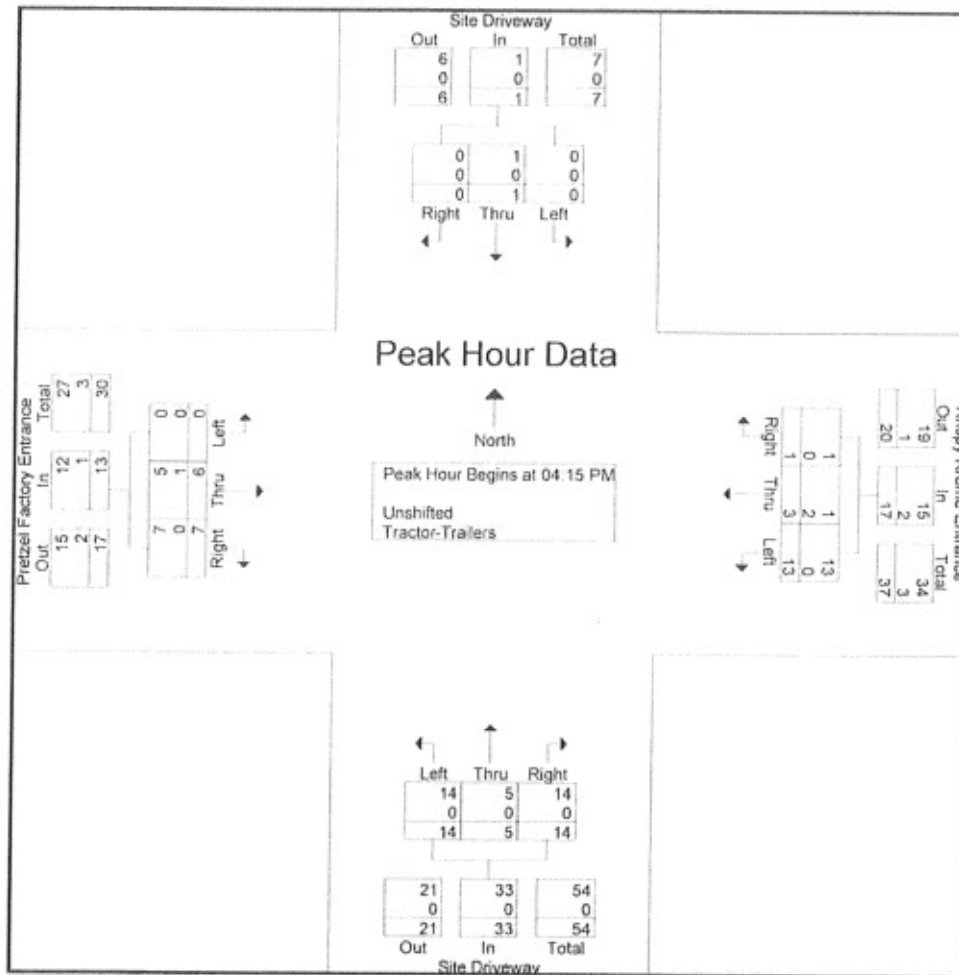 Site Driveway
Out In Total
6 1 7
0 0 0
6 1 7
0 1 0
0 0 0
0 1 0
Right Thru Left
Peak Hour Data
North
Peak Hour Begins at 04:15 PM
Unshifted
Tractor-Trailers
Pretzel Factory Entrance
Out In Total
15 12 27
2 1 3
17 13 30
Left Thru Right
0 5 7
0 1 0
0 6 7
Krispy Kreme Entrance
Out In Total
19 15 34
1 2 3
20 17 37
1 1 13
0 2 0
1 3 13
Right Thru Left
Left Thru Right
14 5 14
0 0 0
14 5 14
21 33 54
0 0 0
21 33 54
Out In Total
Site Driveway